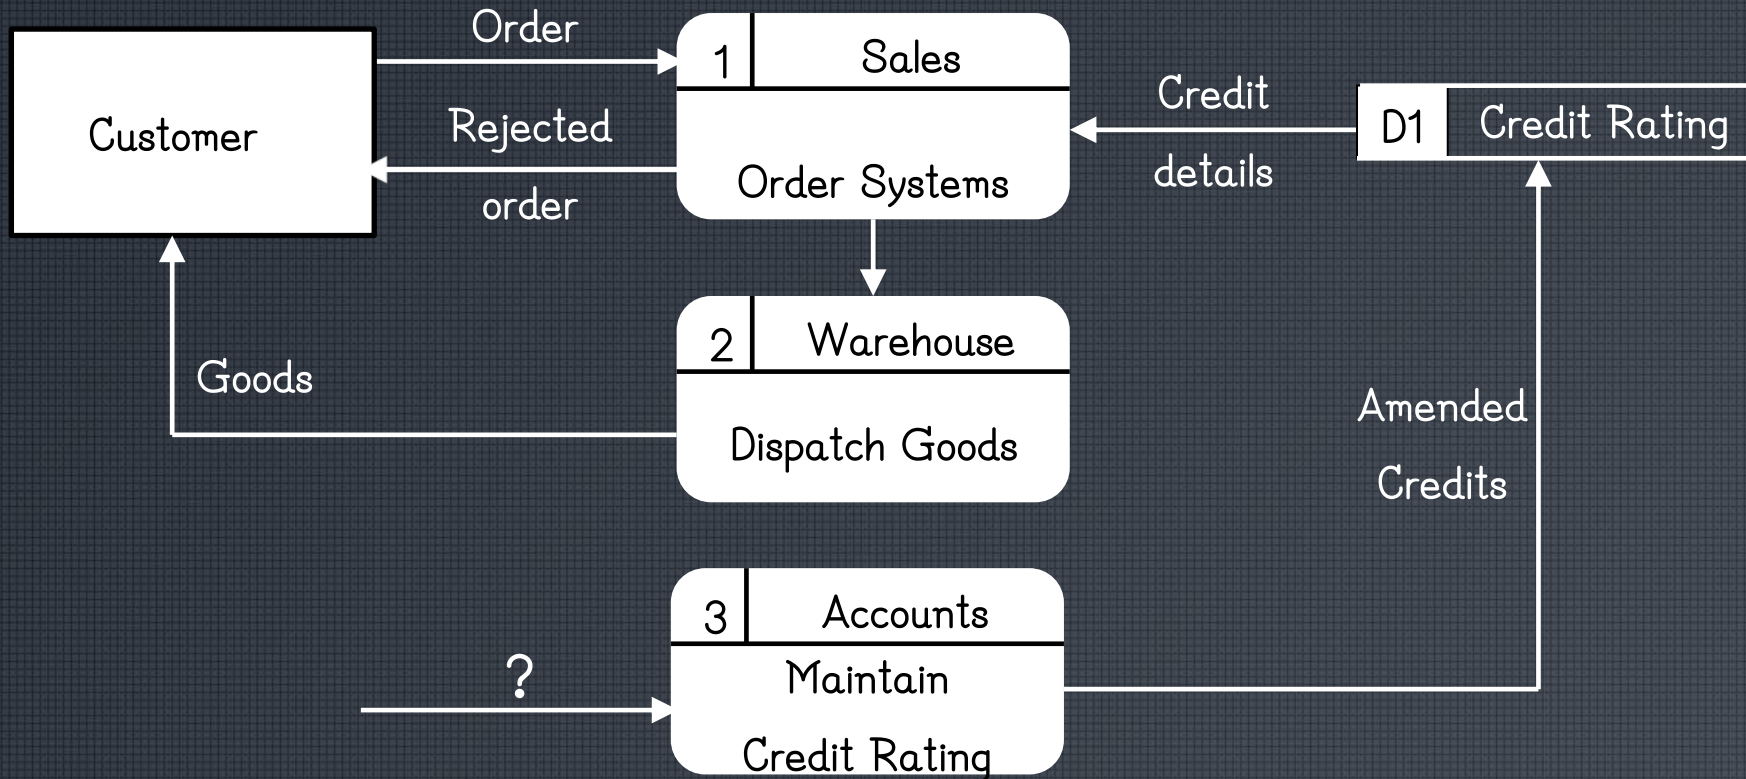 Order
Customer
Rejected
order
1
Sales
Order Systems
Credit
details
D1
Credit Rating
2
Warehouse
Dispatch Goods
Goods
Amended
Credits
3
Accounts
Maintain
Credit Rating
?